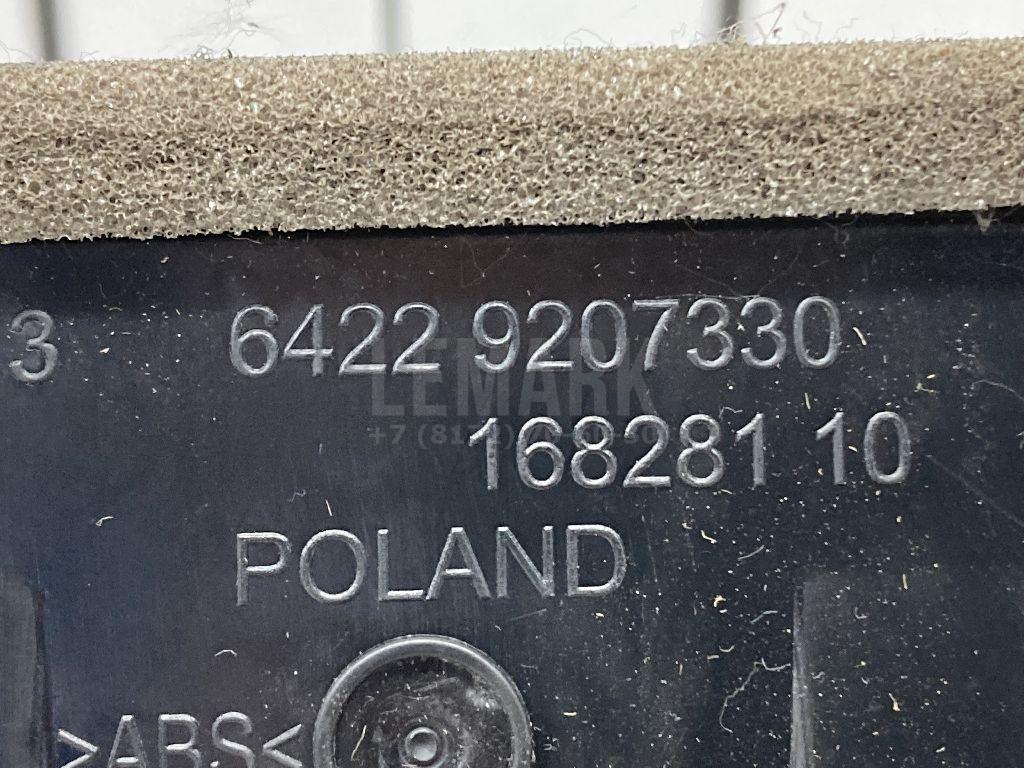 3 6422 9207330
LEMARK
168281 10
POLAND
>ABS<